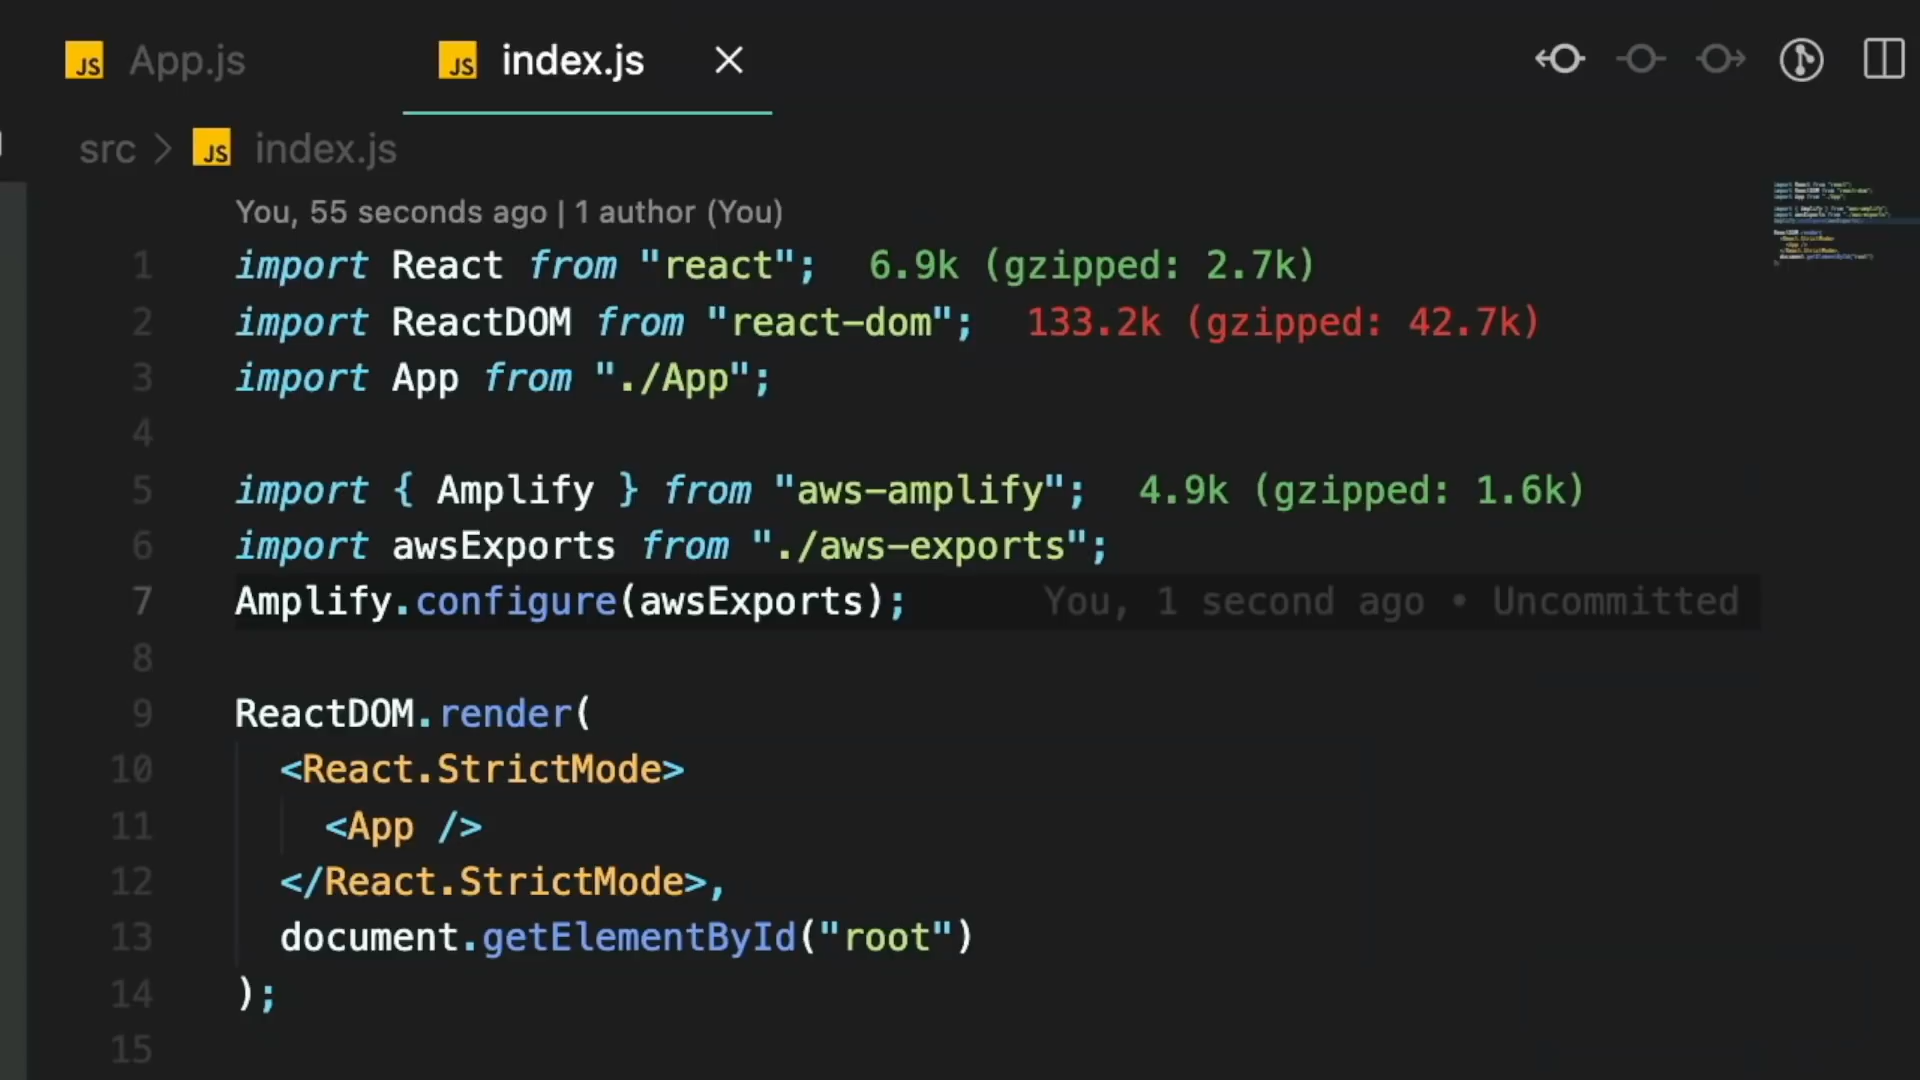 JS App.js JS index.js
src > JS index.js
You, 55 seconds ago | 1 author (You)
1 import React from "react"; 6.9k (gzipped: 2.7k)
2 import ReactDOM from "react-dom"; 133.2k (gzipped: 42.7k)
3 import App from "./App";
4
5 import { Amplify } from "aws-amplify"; 4.9k (gzipped: 1.6k)
6 import awsExports from "./aws-exports";
7 Amplify.configure(awsExports); You, 1 second ago • Uncommitted
8
9 ReactDOM.render(
10 <React.StrictMode>
11 <App />
12 </React.StrictMode>,
13 document.getElementById("root")
14 );
15